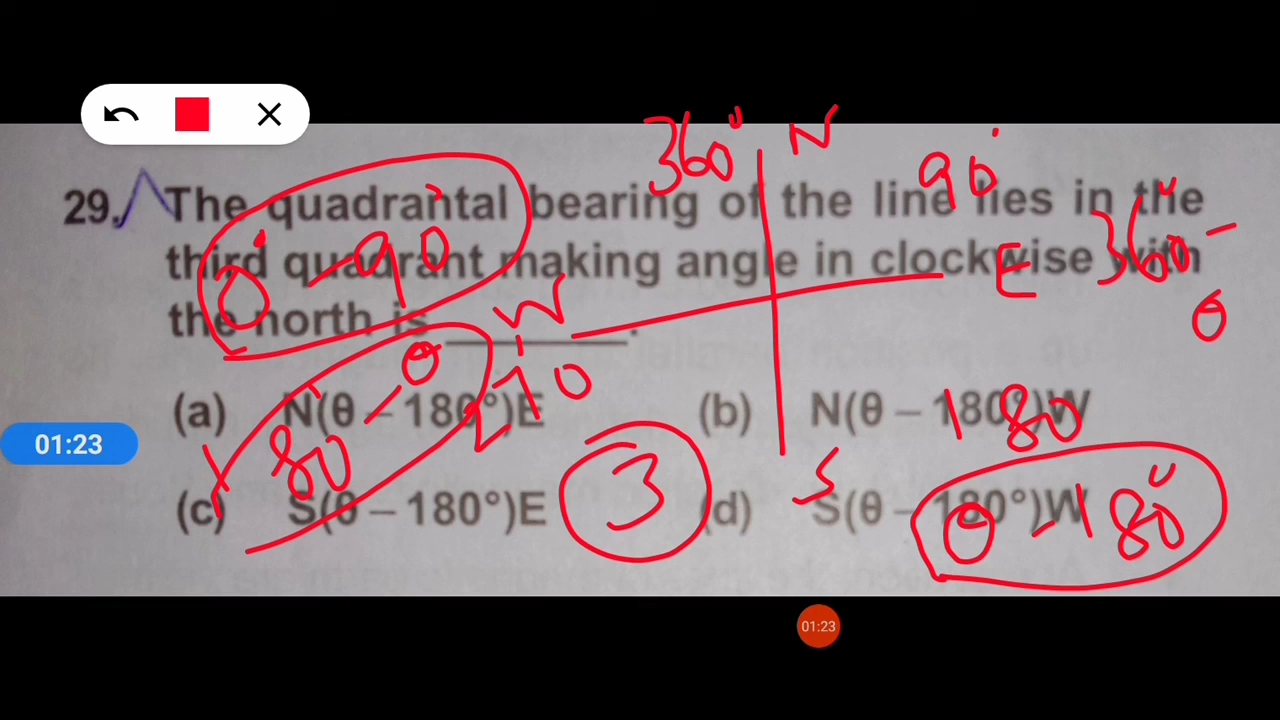 360° N
90°
29. The quadrantal bearing of the line lies in the
0° - 90°
third quadrant making angle in clockwise with
E 360° - θ
the north is ________.
W
270
(a) N(θ – 180°)E (b) N(θ – 180°)W
180 - θ
180
(c) S(θ – 180°)E (d) S(θ – 180°)W
3
S
θ - 180°
01:23
01:23